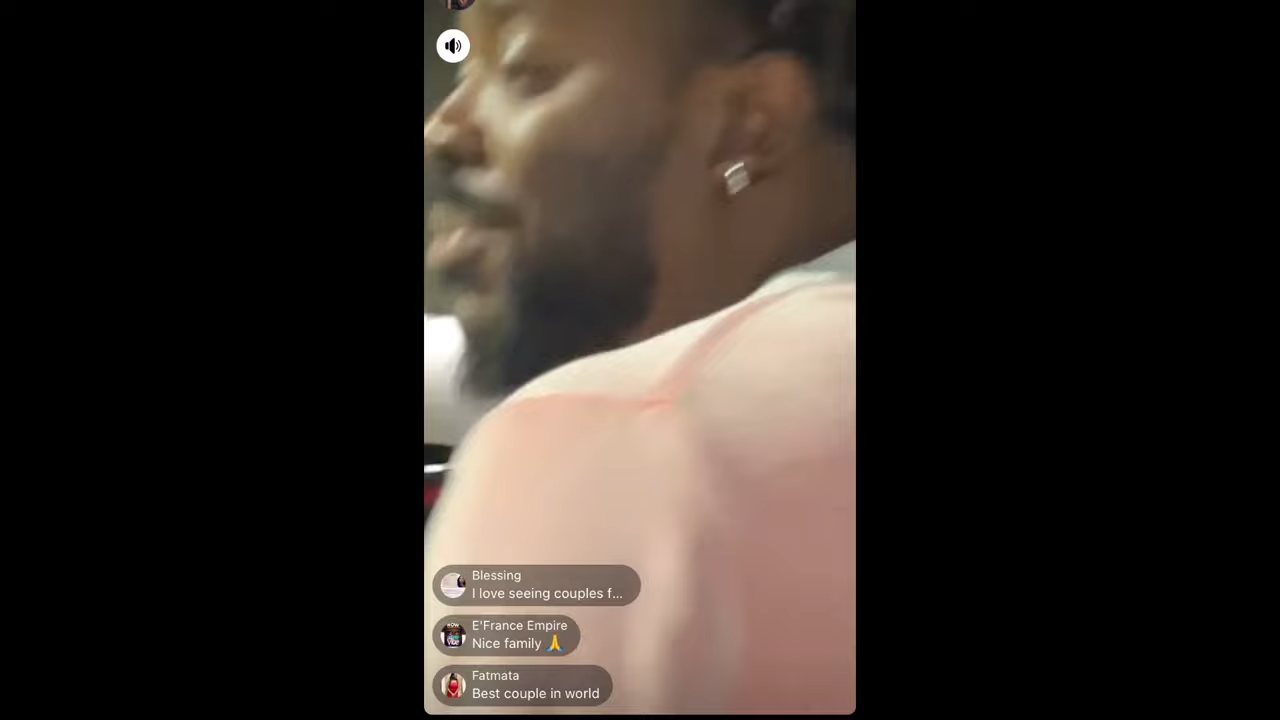 Blessing
I love seeing couples f...
E'France Empire
Nice family 🙏
Fatmata
Best couple in world